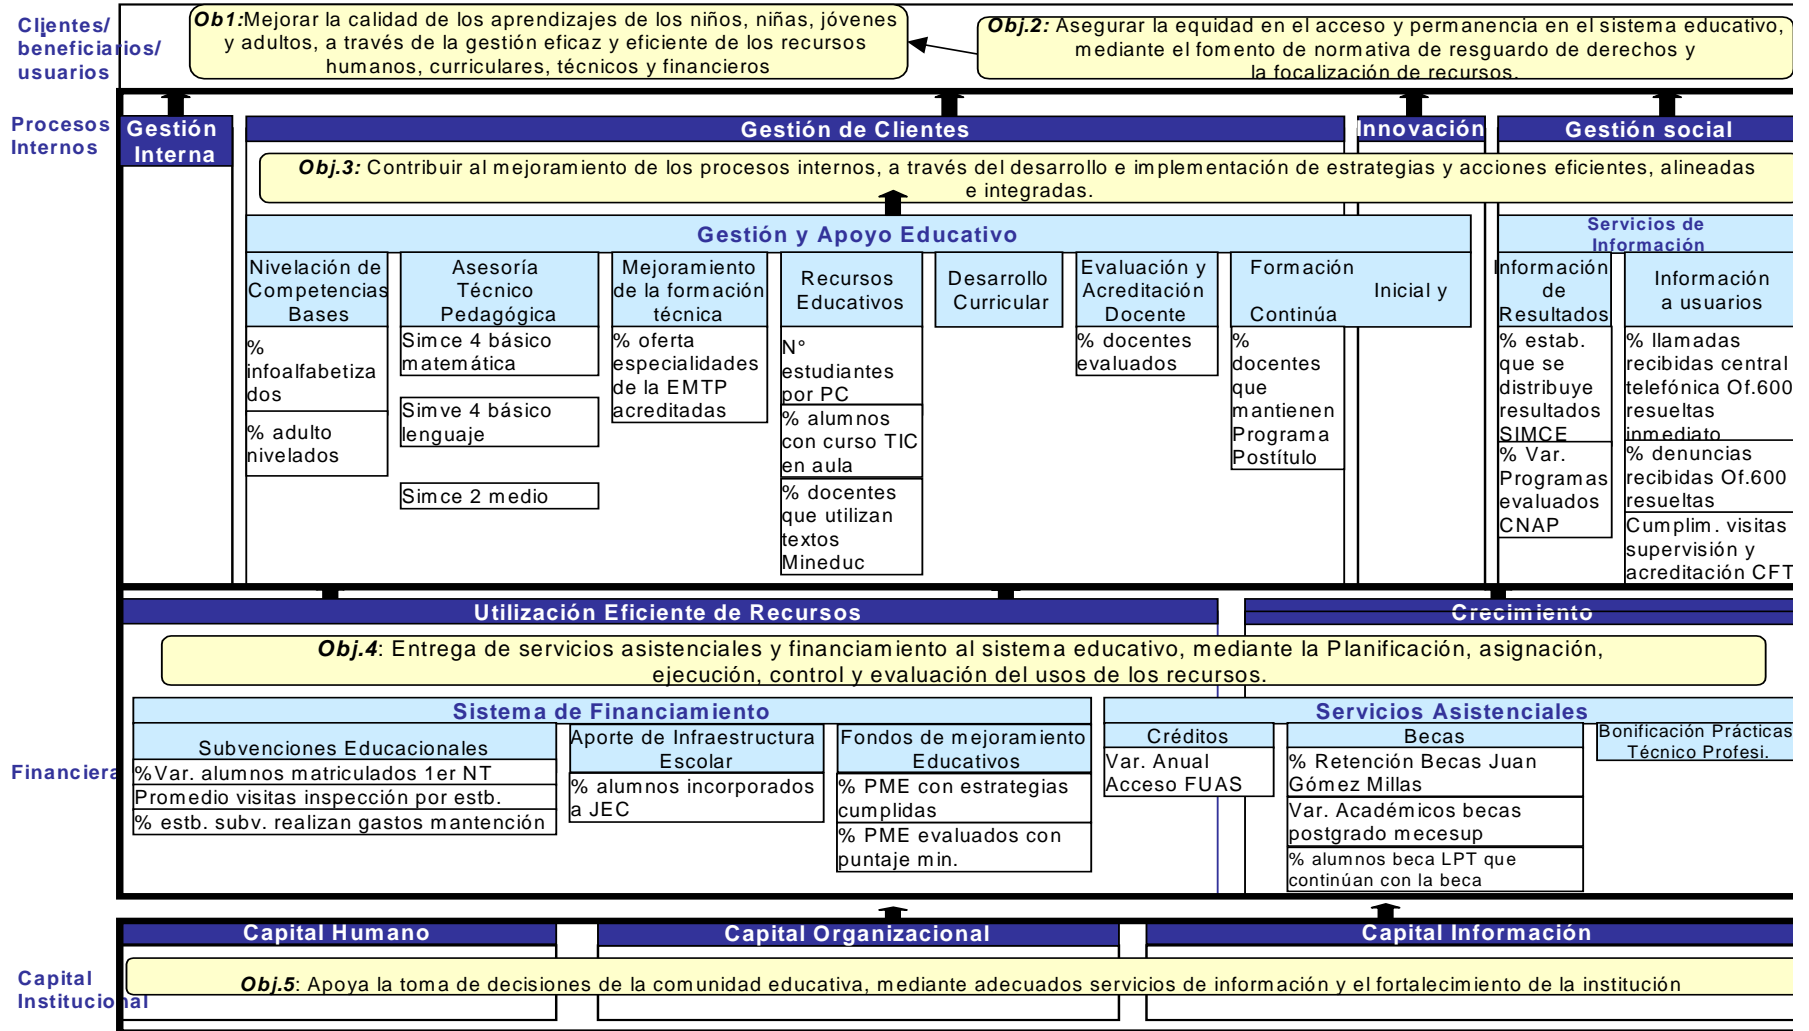 Clientes/
beneficiarios/
usuarios
Ob1:Mejorar la calidad de los aprendizajes de los niños, niñas, jóvenes
y adultos, a través de la gestión eficaz y eficiente de los recursos
humanos, curriculares, técnicos y financieros
Obj.2: Asegurar la equidad en el acceso y permanencia en el sistema educativo,
mediante el fomento de normativa de resguardo de derechos y
la focalización de recursos.
Procesos
Internos
Gestión
Interna
Gestión de Clientes
Innovación
Gestión social
Obj.3: Contribuir al mejoramiento de los procesos internos, a través del desarrollo e implementación de estrategias y acciones eficientes, alineadas
e integradas.
Gestión y Apoyo Educativo
Servicios de
Información
Nivelación de
Competencias
Bases
Asesoría
Técnico
Pedagógica
Mejoramiento
de la formación
técnica
Recursos
Educativos
Desarrollo
Curricular
Evaluación y
Acreditación
Docente
Formación
Inicial y
Continúa
Información
de
Resultados
Información
a usuarios
%
infoalfabetiza
dos
% adulto
nivelados
Simce 4 básico
matemática
Simve 4 básico
lenguaje
Simce 2 medio
% oferta
especialidades
de la EMTP
acreditadas
N°
estudiantes
por PC
% alumnos
con curso TIC
en aula
% docentes
que utilizan
textos
Mineduc
% docentes
evaluados
%
docentes
que
mantienen
Programa
Postítulo
% estab.
que se
distribuye
resultados
SIMCE
% Var.
Programas
evaluados
CNAP
% llamadas
recibidas central
telefónica Of.600
resueltas
inmediato
% denuncias
recibidas Of.600
resueltas
Cumplim. visitas
supervisión y
acreditación CFT
Utilización Eficiente de Recursos
Crecimiento
Obj.4: Entrega de servicios asistenciales y financiamiento al sistema educativo, mediante la Planificación, asignación,
ejecución, control y evaluación del usos de los recursos.
Financiera
Sistema de Financiamiento
Servicios Asistenciales
Subvenciones Educacionales
%Var. alumnos matriculados 1er NT
Promedio visitas inspección por estb.
% estb. subv. realizan gastos mantención
Aporte de Infraestructura
Escolar
% alumnos incorporados
a JEC
Fondos de mejoramiento
Educativos
% PME con estrategias
cumplidas
% PME evaluados con
puntaje min.
Créditos
Var. Anual
Acceso FUAS
Becas
% Retención Becas Juan
Gómez Millas
Var. Académicos becas
postgrado mecesup
% alumnos beca LPT que
continúan con la beca
Bonificación Prácticas
Técnico Profesi.
Capital
Institucional
Capital Humano
Capital Organizacional
Capital Información
Obj.5: Apoya la toma de decisiones de la comunidad educativa, mediante adecuados servicios de información y el fortalecimiento de la institución